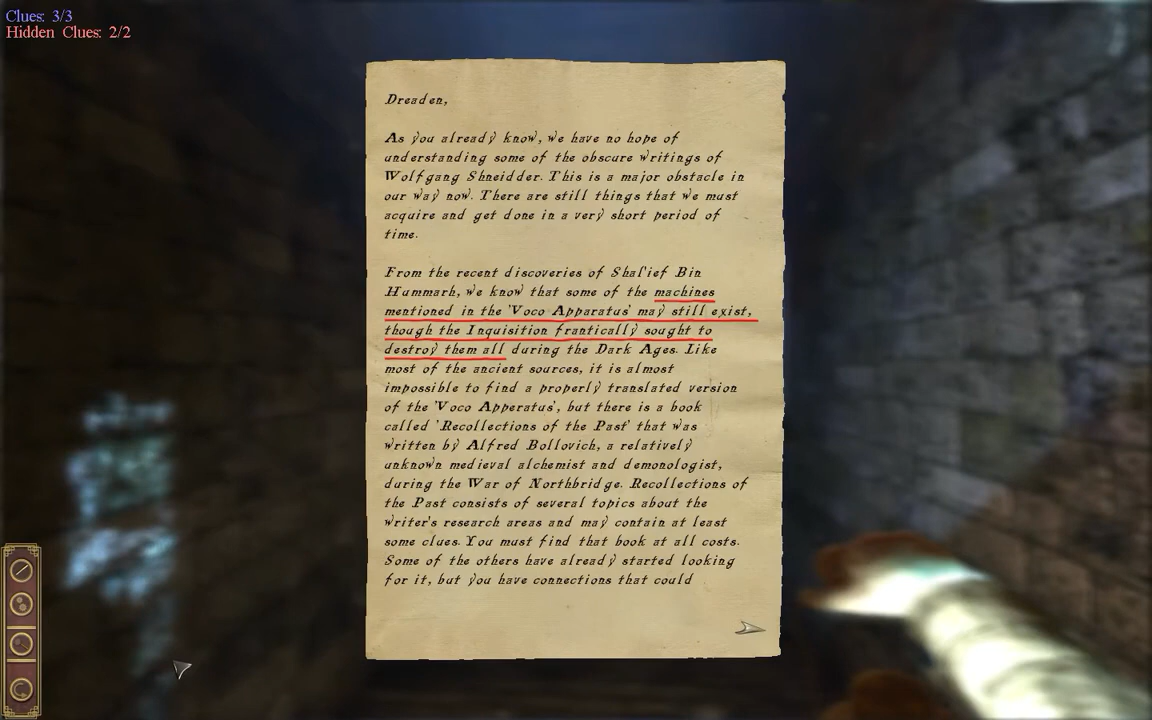 Clues: 3/3
Hidden Clues: 2/2
Dreaden,
As you already know, we have no hope of
understanding some of the obscure writings of
Wolfgang Shneidder. This is a major obstacle in
our way now. There are still things that we must
acquire and get done in a very short period of
time.
From the recent discoveries of Shal'ief Bin
Hummarh, we know that some of the machines
mentioned in the 'Voco Apparatus' may still exist,
though the Inquisition frantically sought to
destroy them all during the Dark Ages. Like
most of the ancient sources, it is almost
impossible to find a properly translated version
of the 'Voco Apperatus', but there is a book
called 'Recollections of the Past' that was
written by Alfred Bollovich, a relatively
unknown medieval alchemist and demonologist,
during the War of Northbridge. Recollections of
the Past consists of several topics about the
writer's research areas and may contain at least
some clues. You must find that book at all costs.
Some of the others have already started looking
for it, but you have connections that could